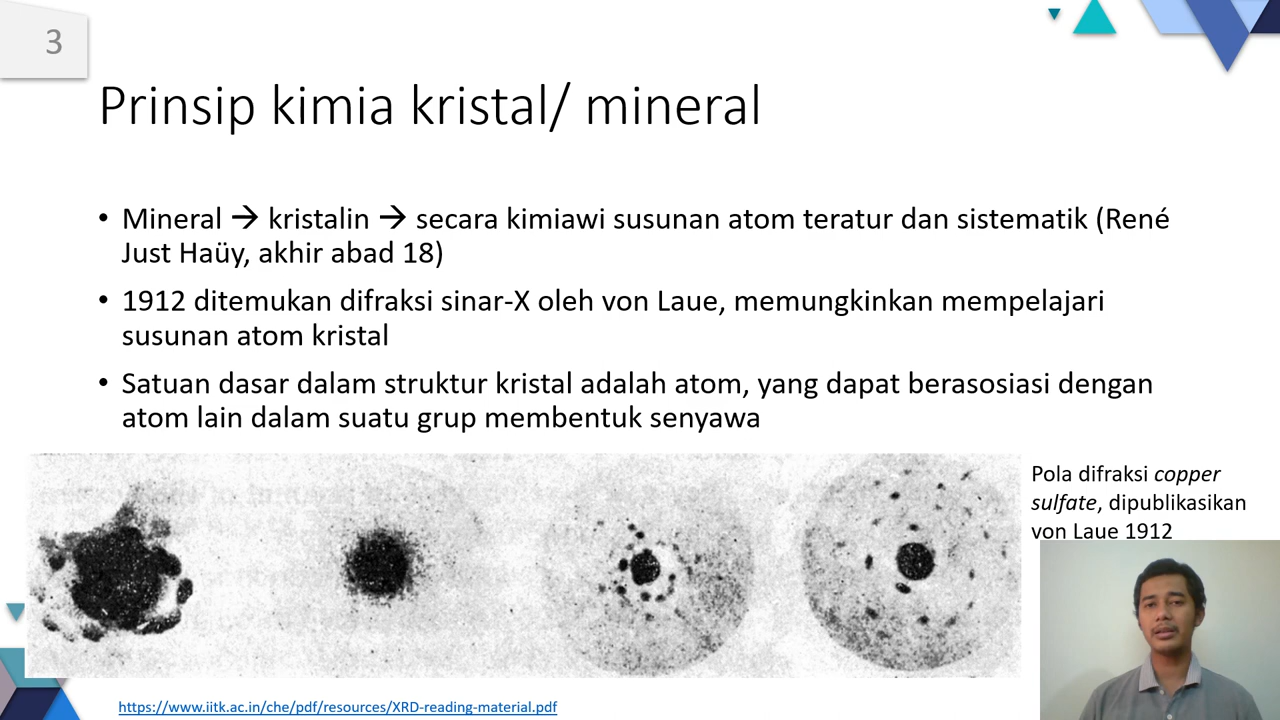 3
Prinsip kimia kristal/ mineral
• Mineral → kristalin → secara kimiawi susunan atom teratur dan sistematik (René
Just Haüy, akhir abad 18)
• 1912 ditemukan difraksi sinar-X oleh von Laue, memungkinkan mempelajari
susunan atom kristal
• Satuan dasar dalam struktur kristal adalah atom, yang dapat berasosiasi dengan
atom lain dalam suatu grup membentuk senyawa
Pola difraksi copper
sulfate, dipublikasikan
von Laue 1912
https://www.iitk.ac.in/che/pdf/resources/XRD-reading-material.pdf